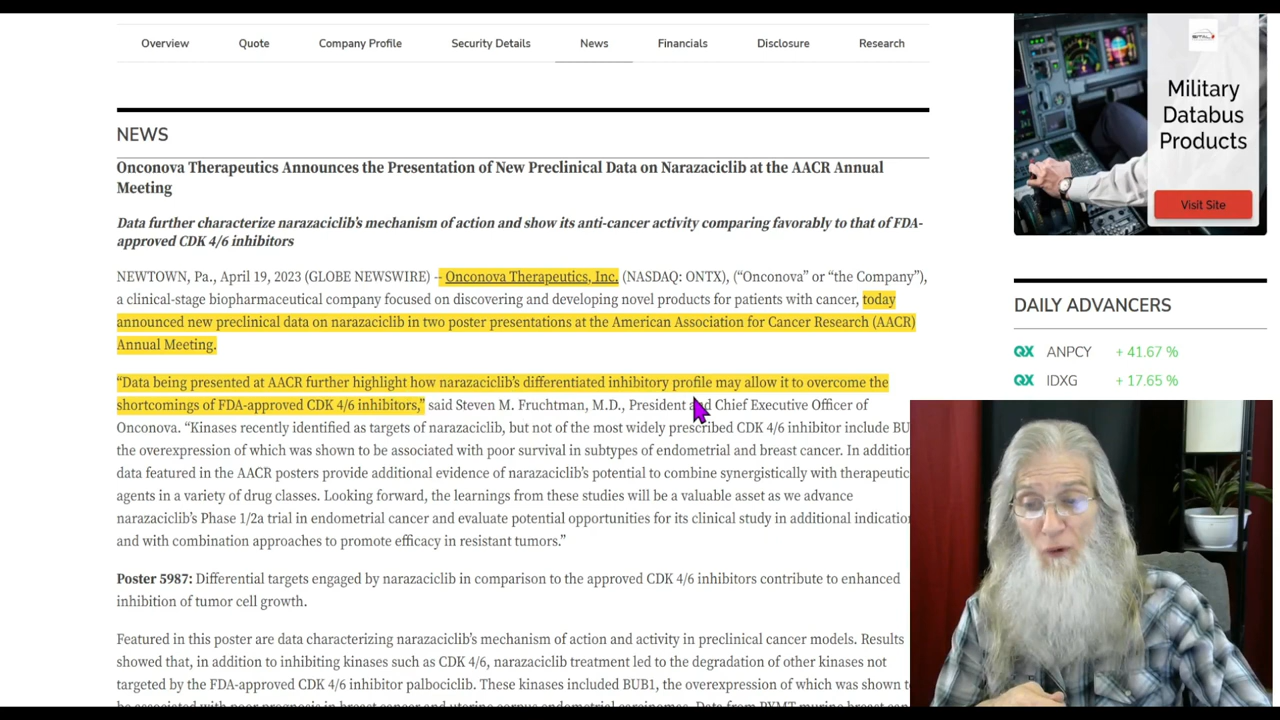 Overview Quote Company Profile Security Details News Financials Disclosure Research
NEWS
Onconova Therapeutics Announces the Presentation of New Preclinical Data on Narazaciclib at the AACR Annual
Meeting
Data further characterize narazaciclib's mechanism of action and show its anti-cancer activity comparing favorably to that of FDA-
approved CDK 4/6 inhibitors
NEWTOWN, Pa., April 19, 2023 (GLOBE NEWSWIRE) -- Onconova Therapeutics, Inc. (NASDAQ: ONTX), (“Onconova” or “the Company”),
a clinical-stage biopharmaceutical company focused on discovering and developing novel products for patients with cancer, today
announced new preclinical data on narazaciclib in two poster presentations at the American Association for Cancer Research (AACR)
Annual Meeting.
“Data being presented at AACR further highlight how narazaciclib's differentiated inhibitory profile may allow it to overcome the
shortcomings of FDA-approved CDK 4/6 inhibitors,” said Steven M. Fruchtman, M.D., President and Chief Executive Officer of
Onconova. “Kinases recently identified as targets of narazaciclib, but not of the most widely prescribed CDK 4/6 inhibitor include BU
the overexpression of which was shown to be associated with poor survival in subtypes of endometrial and breast cancer. In addition
data featured in the AACR posters provide additional evidence of narazaciclib's potential to combine synergistically with therapeutic
agents in a variety of drug classes. Looking forward, the learnings from these studies will be a valuable asset as we advance
narazaciclib's Phase 1/2a trial in endometrial cancer and evaluate potential opportunities for its clinical study in additional indication
and with combination approaches to promote efficacy in resistant tumors.”
Poster 5987: Differential targets engaged by narazaciclib in comparison to the approved CDK 4/6 inhibitors contribute to enhanced
inhibition of tumor cell growth.
Featured in this poster are data characterizing narazaciclib's mechanism of action and activity in preclinical cancer models. Results
showed that, in addition to inhibiting kinases such as CDK 4/6, narazaciclib treatment led to the degradation of other kinases not
targeted by the FDA-approved CDK 4/6 inhibitor palbociclib. These kinases included BUB1, the overexpression of which was shown t
Military
Databus
Products
Visit Site
DAILY ADVANCERS
QX ANPCY + 41.67 %
QX IDXG + 17.65 %